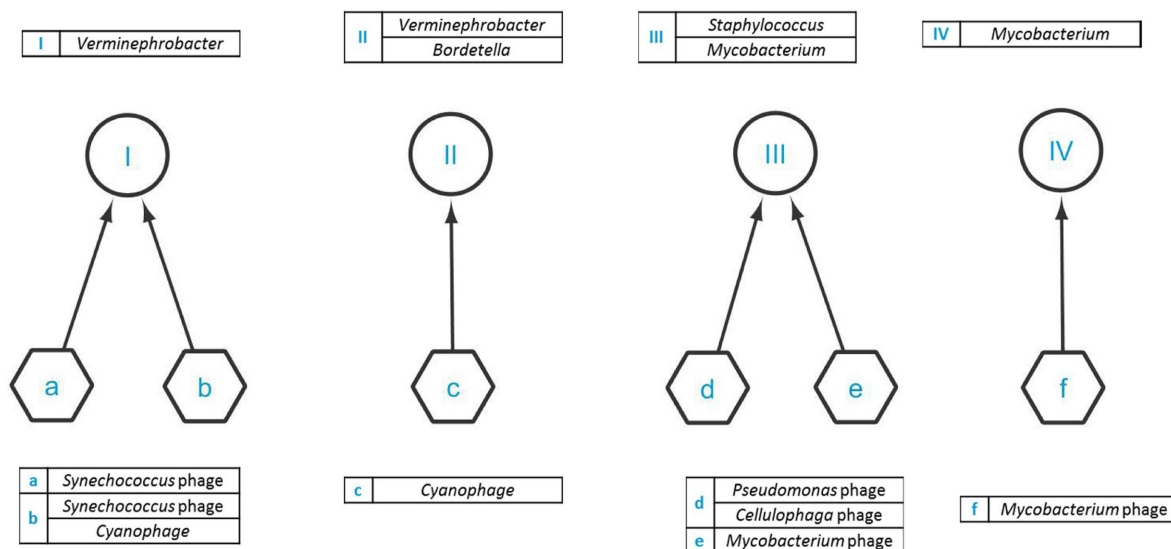 I Verminephrobacter
II Verminephrobacter
Bordetella
III Staphylococcus
Mycobacterium
IV Mycobacterium
I
II
III
IV
a
b
c
d
e
f
a Synechococcus phage
b Synechococcus phage
Cyanophage
c Cyanophage
d Pseudomonas phage
Cellulophaga phage
e Mycobacterium phage
f Mycobacterium phage